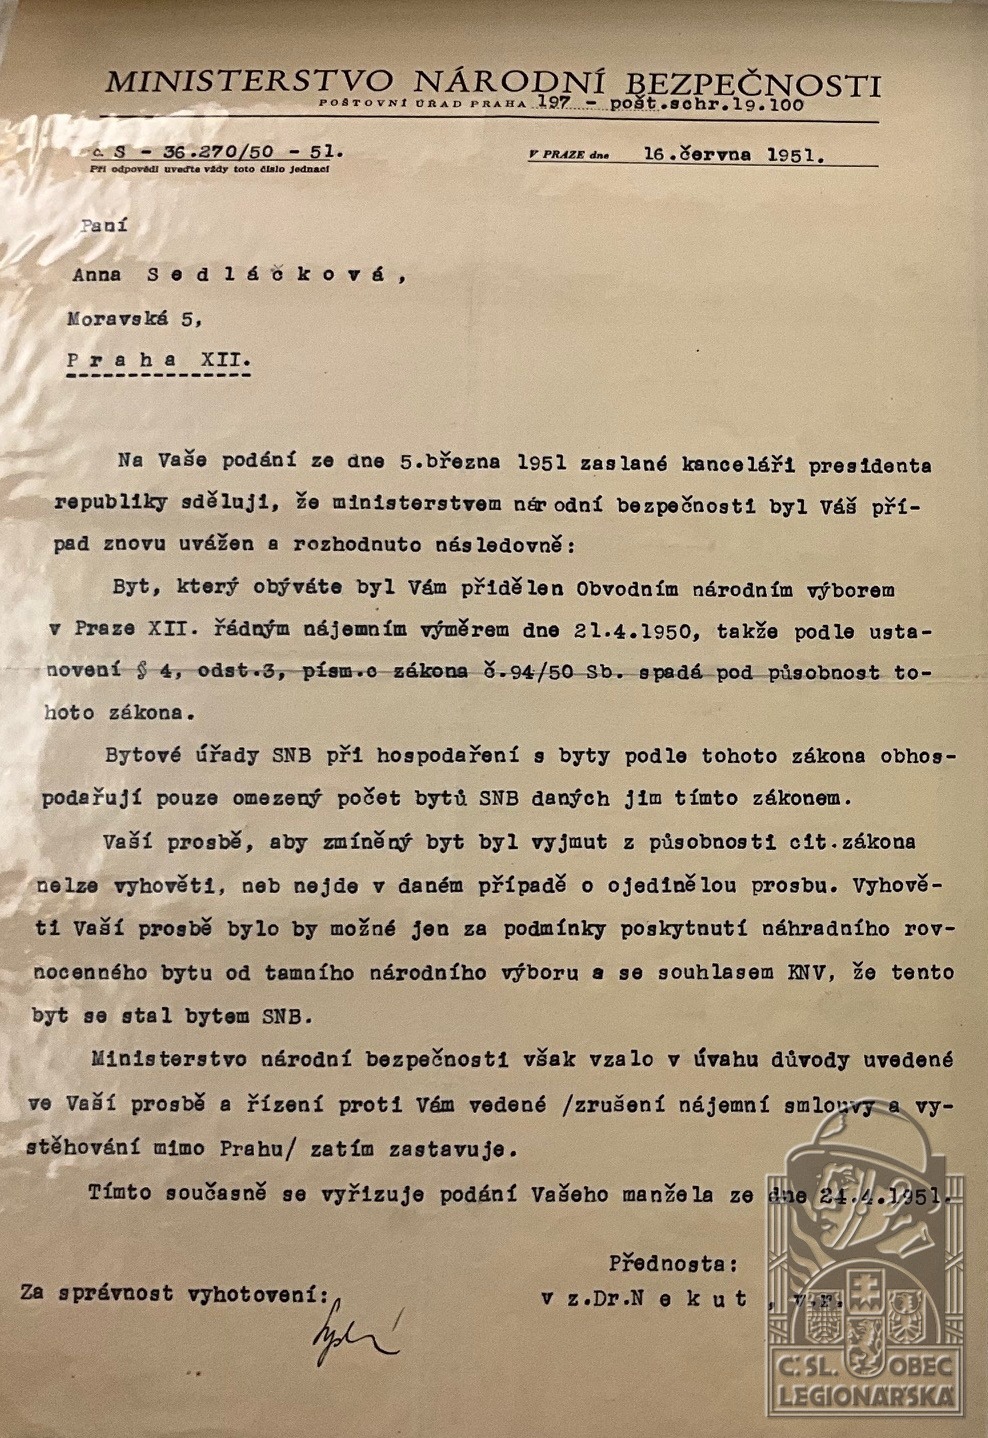 MINISTERSTVO NÁRODNÍ BEZPEČNOSTI
POŠTOVNÍ ÚŘAD PRAHA 197 - pošt.schr.19.100
č. S - 36.270/50 - 51.
Při odpovědi uveďte vždy toto číslo jednací
V PRAZE dne 16.června 1951.
Paní
Anna S e d l á č k o v á ,
Moravská 5,
P r a h a XII.
Na Vaše podání ze dne 5.března 1951 zaslané kanceláři presidenta
republiky sděluji, že ministerstvem národní bezpečnosti byl Váš pří-
pad znovu uvážen a rozhodnuto následovně:
Byt, který obýváte byl Vám přidělen Obvodním národním výborem
v Praze XII. řádným nájemním výměrem dne 21.4.1950, takže podle usta-
novení § 4, odst.3, písm.c zákona č.94/50 Sb. spadá pod působnost to-
hoto zákona.
Bytové úřady SNB při hospodaření s byty podle tohoto zákona obhos-
podařují pouze omezený počet bytů SNB daných jim tímto zákonem.
Vaší prosbě, aby zmíněný byt byl vyjmut z působnosti cit.zákona
nelze vyhověti, neb nejde v daném případě o ojedinělou prosbu. Vyhově-
ti Vaší prosbě bylo by možné jen za podmínky poskytnutí náhradního rov-
nocenného bytu od tamního národního výboru a se souhlasem KNV, že tento
byt se stal bytem SNB.
Ministerstvo národní bezpečnosti však vzalo v úvahu důvody uvedené
ve Vaší prosbě a řízení proti Vám vedené /zrušení nájemní smlouvy a vy-
stěhování mimo Prahu/ zatím zastavuje.
Tímto současně se vyřizuje podání Vašeho manžela ze dne 24.4.1951.
Přednosta:
Za správnost vyhotovení:
v z.Dr.N e k u t , v.r.
Č.SL. OBEC
LEGIONÁŘSKÁ